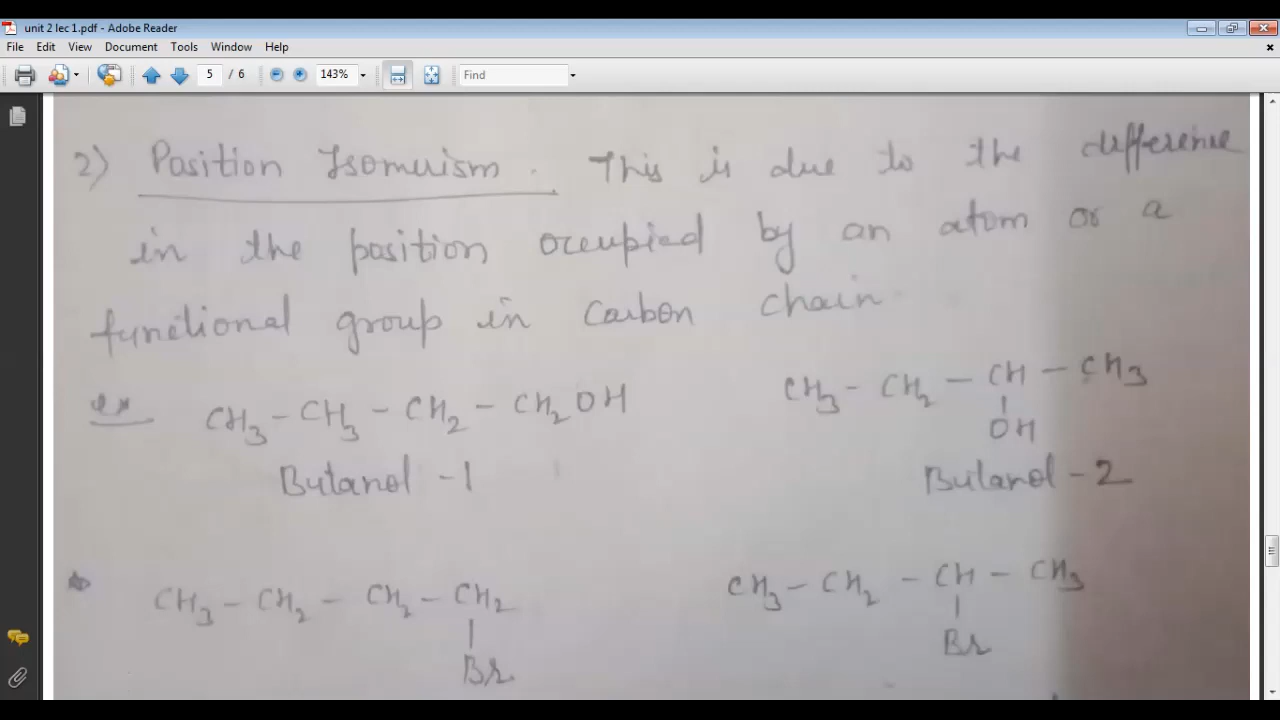 unit 2 lec 1.pdf - Adobe Reader
File Edit View Document Tools Window Help
5 / 6 143% Find
2) Position Isomerism. This is due to the difference
in the position occupied by an atom or a
functional group in Carbon chain.
ex CH3 - CH3 - CH2 - CH2OH CH3 - CH2 - CH - CH3
OH
Butanol -1 Butanol - 2
CH3 - CH2 - CH2 - CH2 CH3 - CH2 - CH - CH3
Br Br